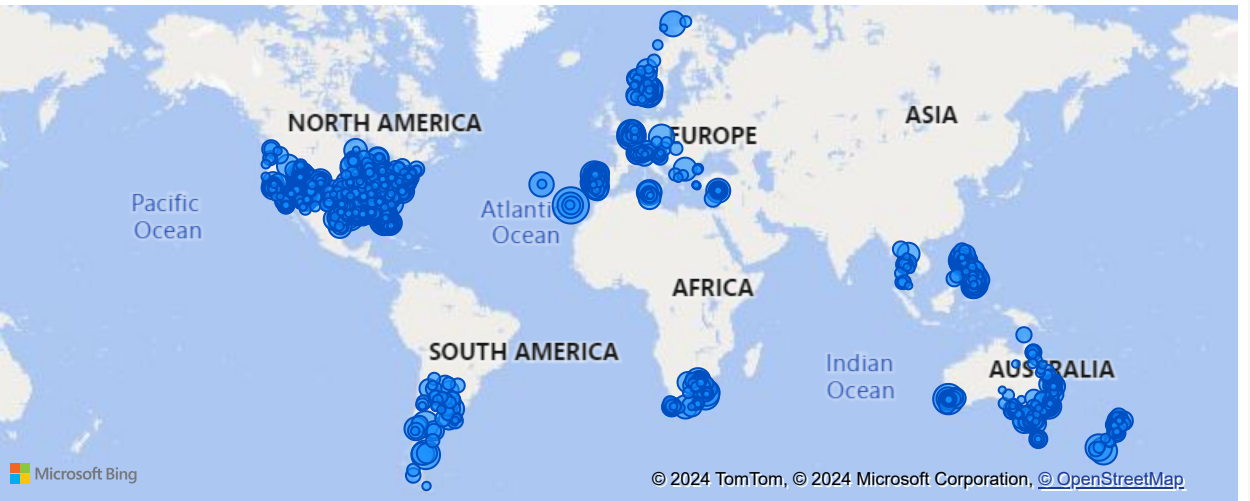 NORTH AMERICA
ASIA
EUROPE
Pacific
Ocean
Atlanti
Ocean
AFRICA
SOUTH AMERICA
Indian
Ocean
AUSTRALIA
Microsoft Bing
© 2024 TomTom, © 2024 Microsoft Corporation, © OpenStreetMap